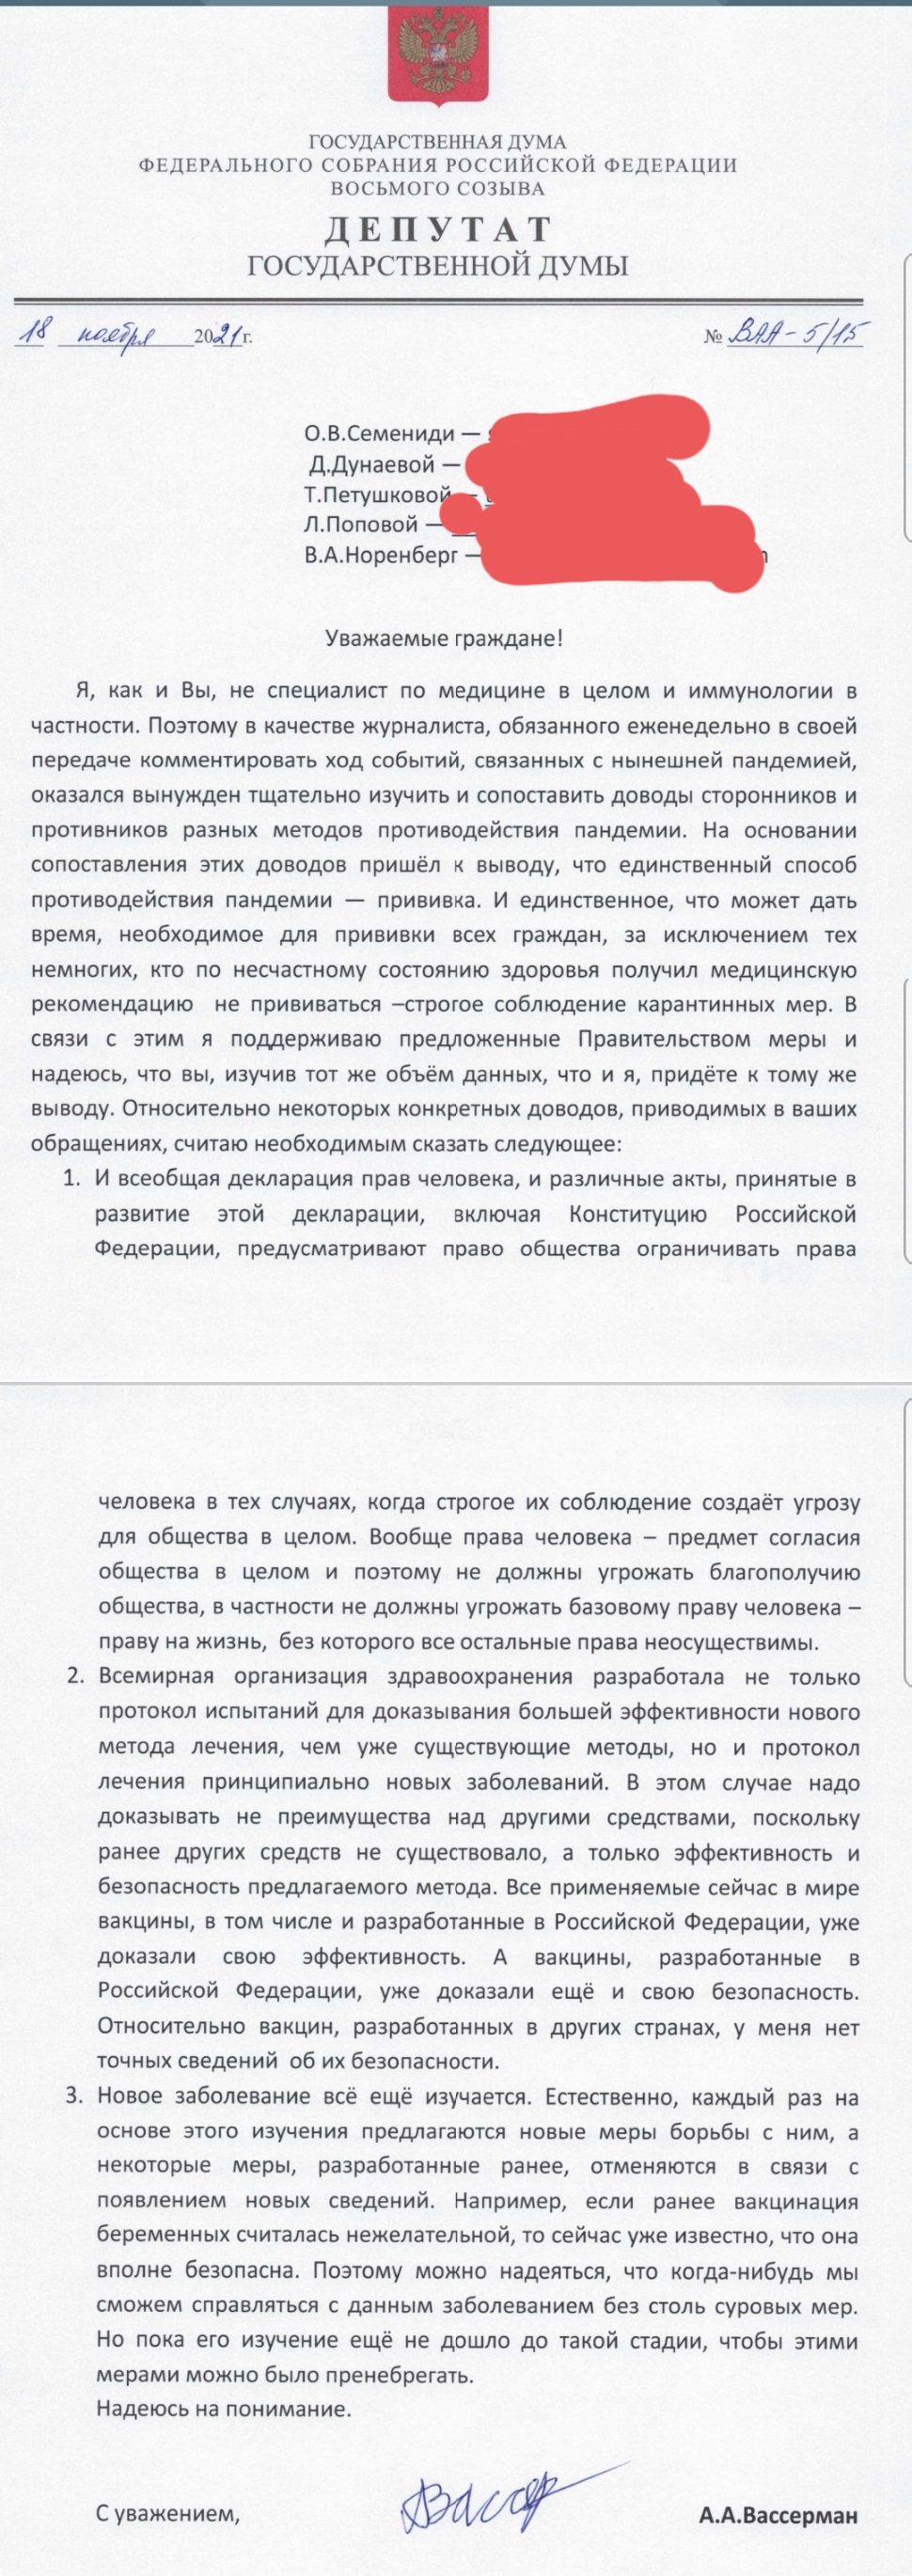 ГОСУДАРСТВЕННАЯ ДУМА
ФЕДЕРАЛЬНОГО СОБРАНИЯ РОССИЙСКОЙ ФЕДЕРАЦИИ
ВОСЬМОГО СОЗЫВА
ДЕПУТАТ
ГОСУДАРСТВЕННОЙ ДУМЫ
18 ноября 2021 г. № ВАА - 5/15
О.В.Семениди —
Д.Дунаевой —
Т.Петушковой —
Л.Поповой —
В.А.Норенберг —
Уважаемые граждане!
Я, как и Вы, не специалист по медицине в целом и иммунологии в
частности. Поэтому в качестве журналиста, обязанного еженедельно в своей
передаче комментировать ход событий, связанных с нынешней пандемией,
оказался вынужден тщательно изучить и сопоставить доводы сторонников и
противников разных методов противодействия пандемии. На основании
сопоставления этих доводов пришёл к выводу, что единственный способ
противодействия пандемии — прививка. И единственное, что может дать
время, необходимое для прививки всех граждан, за исключением тех
немногих, кто по несчастному состоянию здоровья получил медицинскую
рекомендацию не прививаться –строгое соблюдение карантинных мер. В
связи с этим я поддерживаю предложенные Правительством меры и
надеюсь, что вы, изучив тот же объём данных, что и я, придёте к тому же
выводу. Относительно некоторых конкретных доводов, приводимых в ваших
обращениях, считаю необходимым сказать следующее:
1. И всеобщая декларация прав человека, и различные акты, принятые в
развитие этой декларации, включая Конституцию Российской
Федерации, предусматривают право общества ограничивать права
человека в тех случаях, когда строгое их соблюдение создаёт угрозу
для общества в целом. Вообще права человека – предмет согласия
общества в целом и поэтому не должны угрожать благополучию
общества, в частности не должны угрожать базовому праву человека –
праву на жизнь, без которого все остальные права неосуществимы.
2. Всемирная организация здравоохранения разработала не только
протокол испытаний для доказывания большей эффективности нового
метода лечения, чем уже существующие методы, но и протокол
лечения принципиально новых заболеваний. В этом случае надо
доказывать не преимущества над другими средствами, поскольку
ранее других средств не существовало, а только эффективность и
безопасность предлагаемого метода. Все применяемые сейчас в мире
вакцины, в том числе и разработанные в Российской Федерации, уже
доказали свою эффективность. А вакцины, разработанные в
Российской Федерации, уже доказали ещё и свою безопасность.
Относительно вакцин, разработанных в других странах, у меня нет
точных сведений об их безопасности.
3. Новое заболевание всё ещё изучается. Естественно, каждый раз на
основе этого изучения предлагаются новые меры борьбы с ним, а
некоторые меры, разработанные ранее, отменяются в связи с
появлением новых сведений. Например, если ранее вакцинация
беременных считалась нежелательной, то сейчас уже известно, что она
вполне безопасна. Поэтому можно надеяться, что когда-нибудь мы
сможем справляться с данным заболеванием без столь суровых мер.
Но пока его изучение ещё не дошло до такой стадии, чтобы этими
мерами можно было пренебрегать.
Надеюсь на понимание.
С уважением, А.А.Вассерман